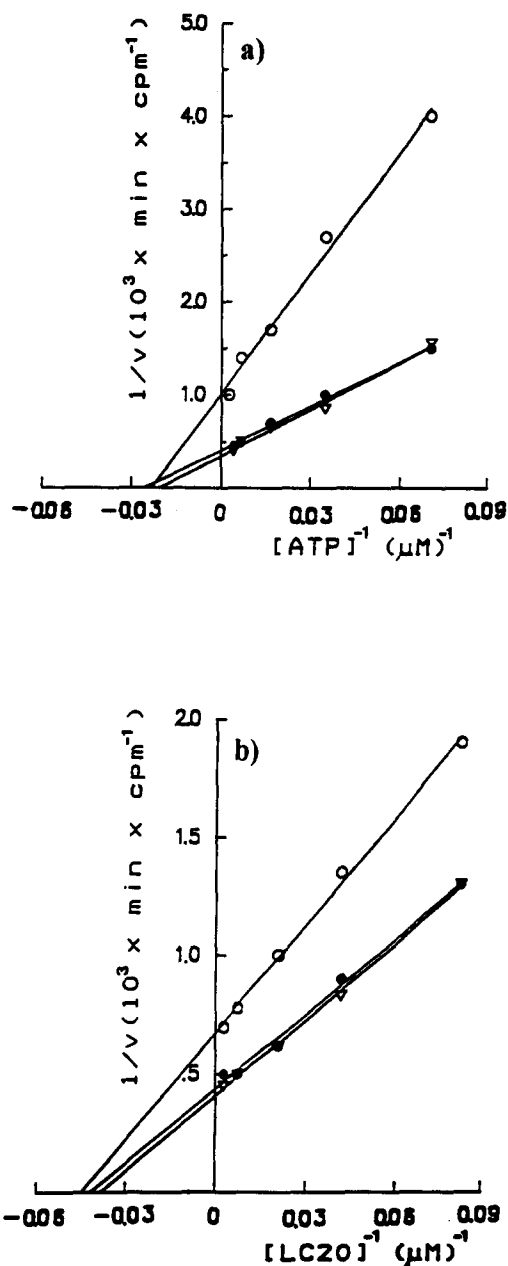 a)
1/v(10³ x min x cpm⁻¹)
5.0
4.0
3.0
2.0
1.0
-0.06 -0.03 0 0.03 0.06 0.09
[ATP]⁻¹ (μM)⁻¹
b)
1/v(10³ x min x cpm⁻¹)
2.0
1.5
1.0
.5
-0.06 -0.03 0 0.03 0.06 0.09
[LC20]⁻¹ (μM)⁻¹